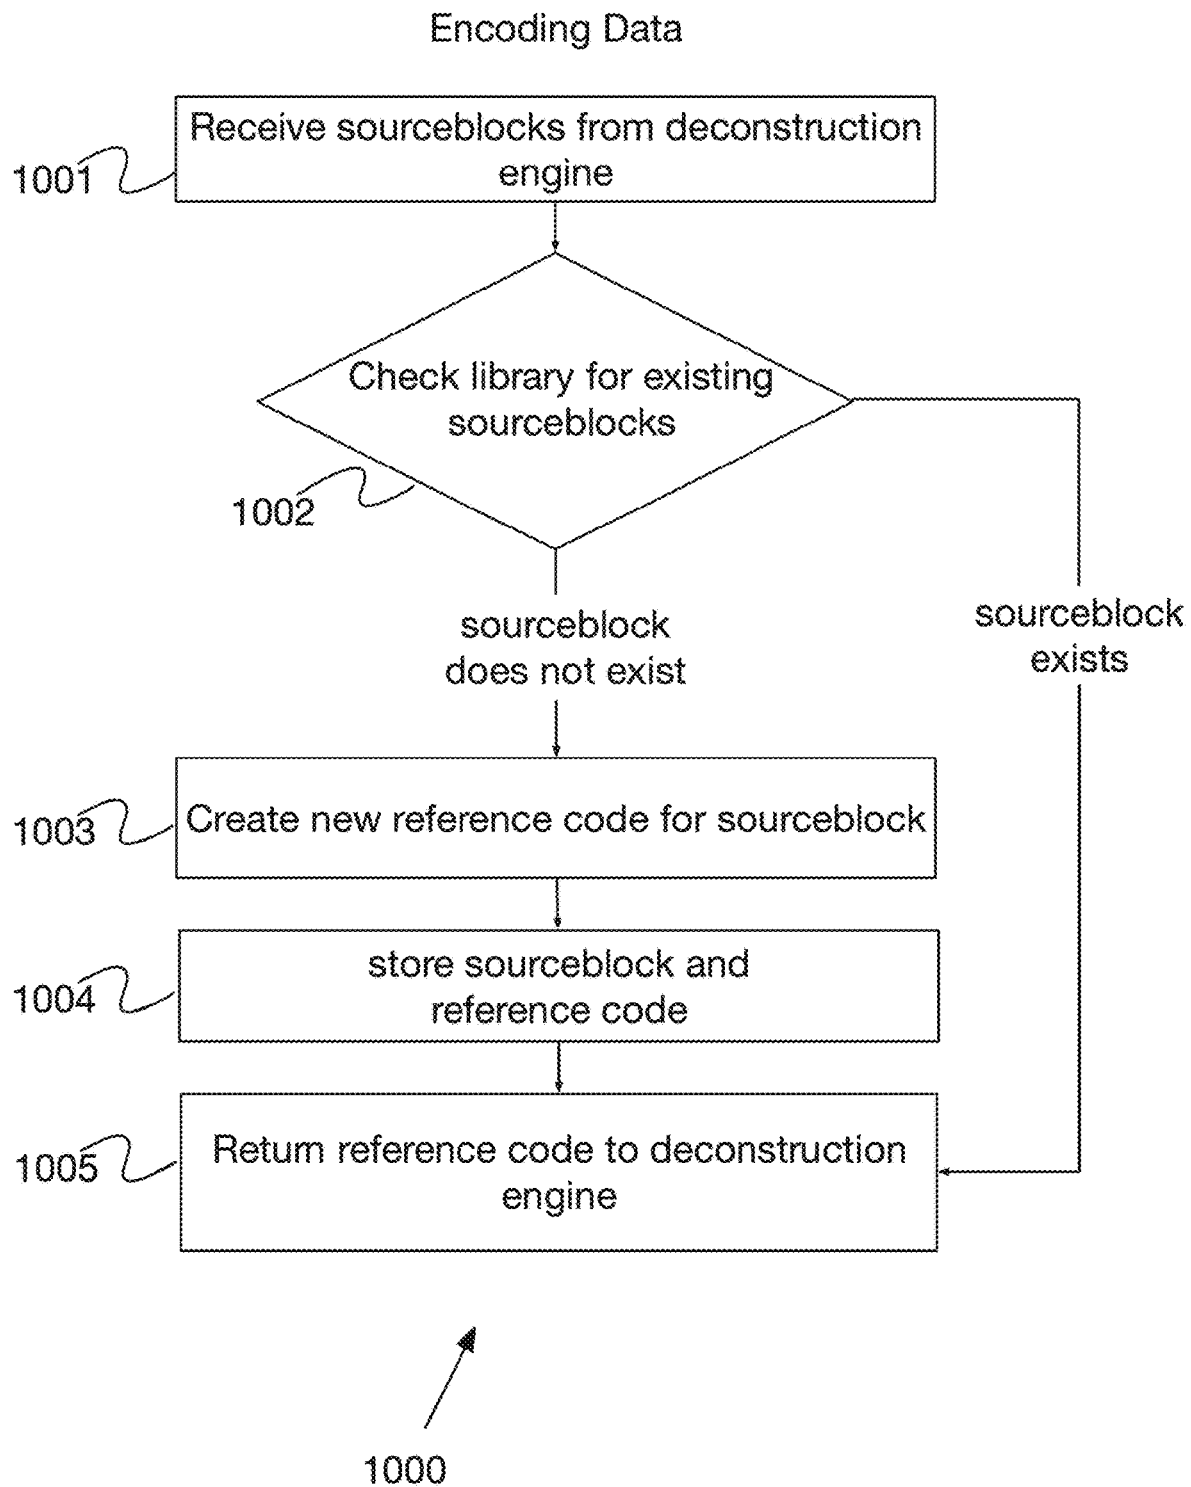 Encoding Data
Receive sourceblocks from deconstruction
engine
1001
Check library for existing
sourceblocks
1002
sourceblock
does not exist
sourceblock
exists
Create new reference code for sourceblock
1003
store sourceblock and
reference code
1004
Return reference code to deconstruction
engine
1005
1000